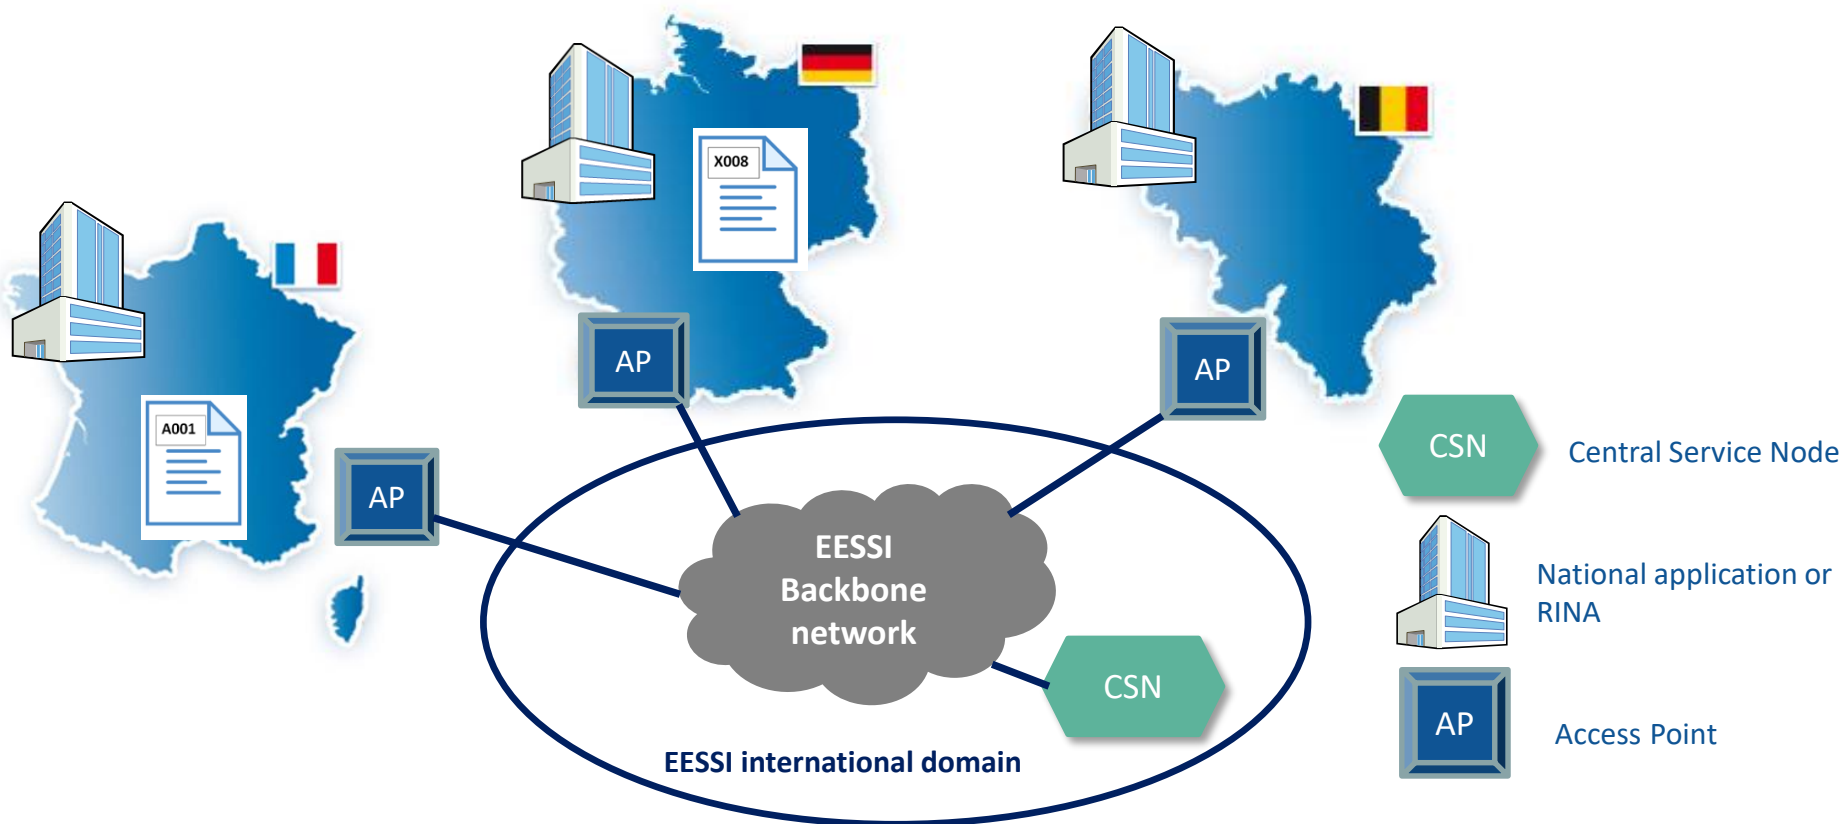 X008
A001
AP
AP
AP
EESSI
Backbone
network
CSN
EESSI international domain
CSN
Central Service Node
National application or
RINA
AP
Access Point